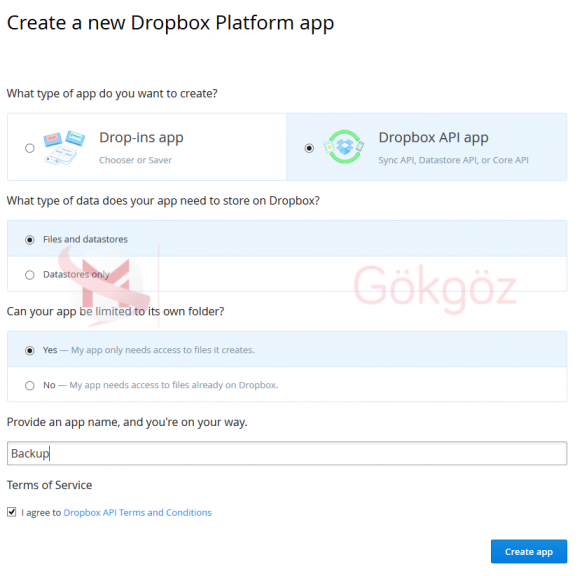 Create a new Dropbox Platform app
What type of app do you want to create?
Drop-ins app
Chooser or Saver
Dropbox API app
Sync API, Datastore API, or Core API
What type of data does your app need to store on Dropbox?
Files and datastores
Datastores only
Gökgöz
Can your app be limited to its own folder?
Yes — My app only needs access to files it creates.
No — My app needs access to files already on Dropbox.
Provide an app name, and you're on your way.
Backup
Terms of Service
I agree to Dropbox API Terms and Conditions
Create app